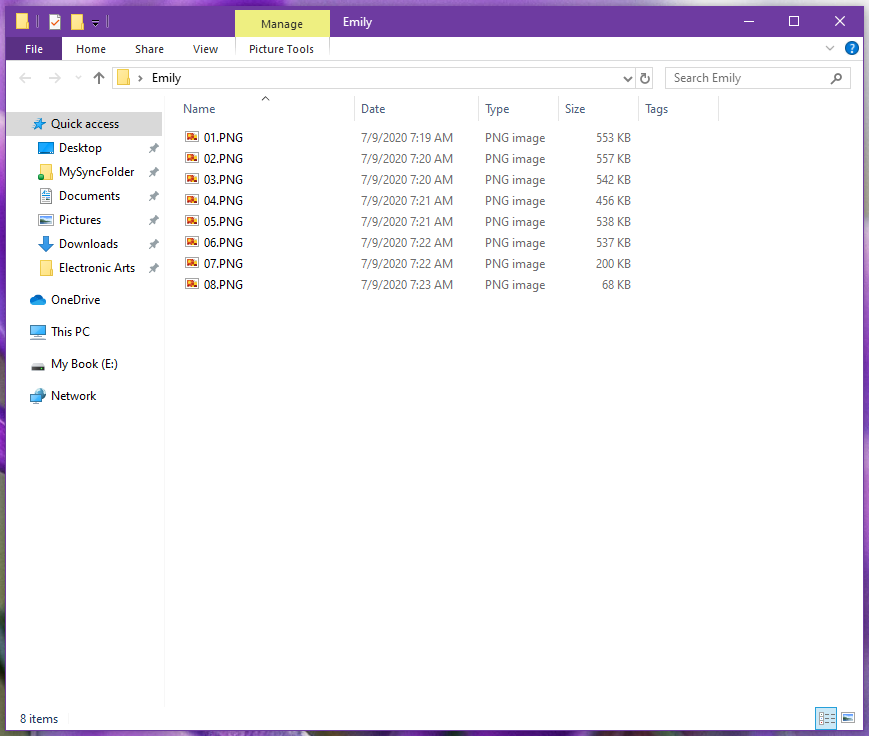 Manage Emily
File Home Share View Picture Tools
Emily Search Emily
Name Date Type Size Tags
Quick access
Desktop
MySyncFolder
Documents
Pictures
Downloads
Electronic Arts
OneDrive
This PC
My Book (E:)
Network
01.PNG 7/9/2020 7:19 AM PNG image 553 KB
02.PNG 7/9/2020 7:20 AM PNG image 557 KB
03.PNG 7/9/2020 7:20 AM PNG image 542 KB
04.PNG 7/9/2020 7:21 AM PNG image 456 KB
05.PNG 7/9/2020 7:21 AM PNG image 538 KB
06.PNG 7/9/2020 7:22 AM PNG image 537 KB
07.PNG 7/9/2020 7:22 AM PNG image 200 KB
08.PNG 7/9/2020 7:23 AM PNG image 68 KB
8 items